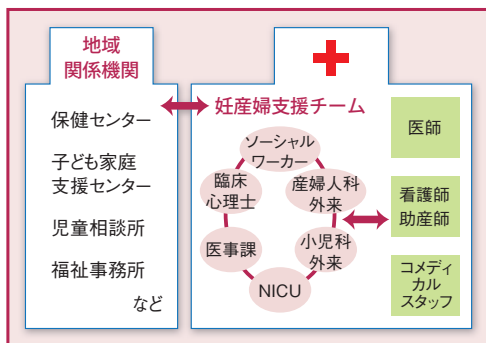 地域
関係機関
保健センター
子ども家庭
支援センター
児童相談所
福祉事務所
など
妊産婦支援チーム
ソーシャル
ワーカー
臨床
心理士
産婦人科
外来
医事課
小児科
外来
NICU
医師
看護師
助産師
コメディ
カル
スタッフ